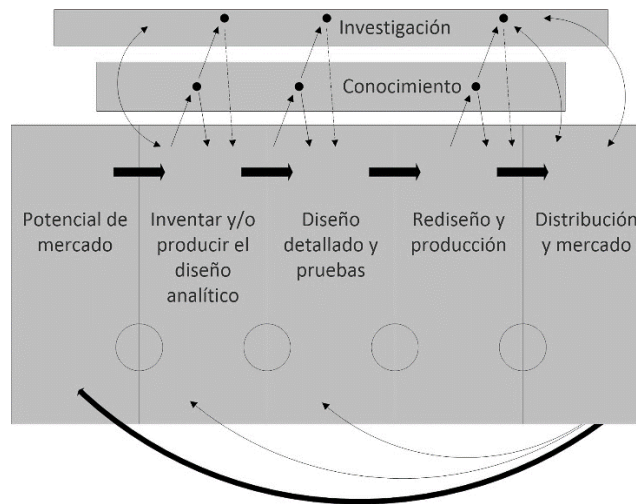 Investigación
Conocimiento
Potencial de
mercado
Inventar y/o
producir el
diseño
analítico
Diseño
detallado y
pruebas
Rediseño y
producción
Distribución
y mercado